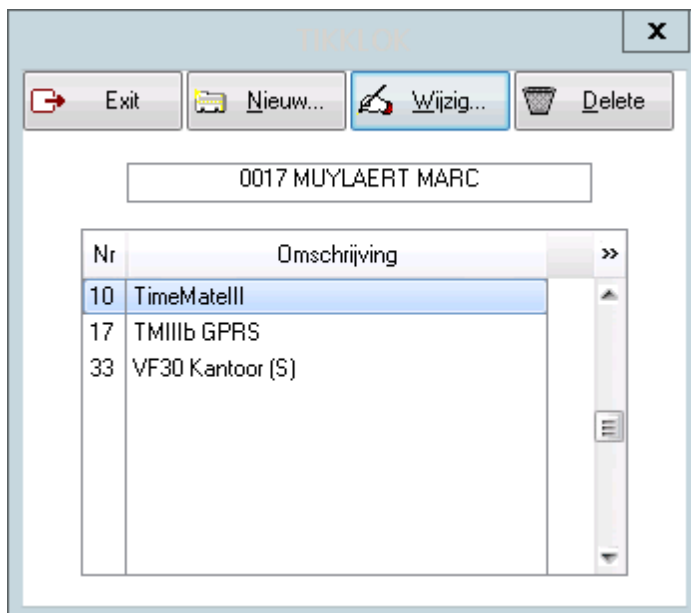 x
Exit Nieuw... Wijzig... Delete
0017 MUYLAERT MARC
Nr Omschrijving »
10 TimeMateIII
17 TMIIIb GPRS
33 VF30 Kantoor (S)